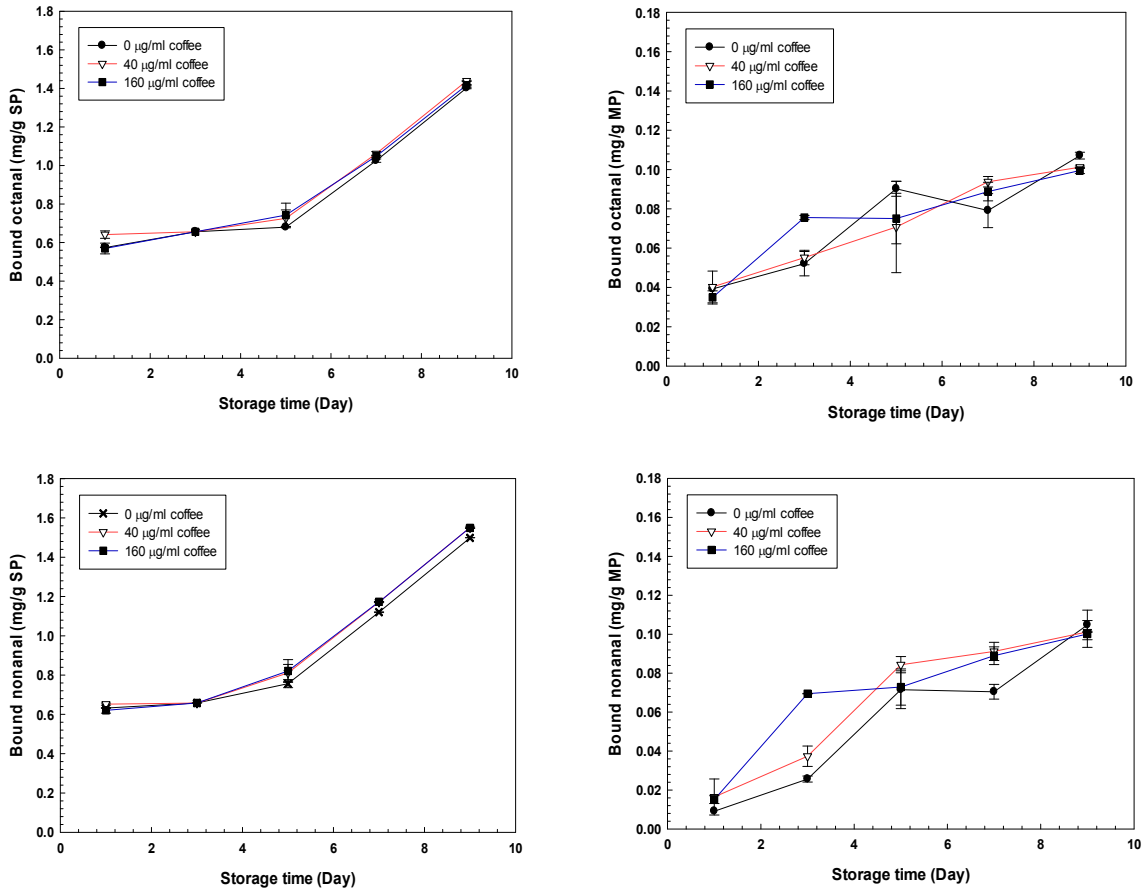 Bound octanal (mg/g SP)
1.8
1.6
1.4
1.2
1.0
0.8
0.6
0.4
0.2
0.0
0 μg/ml coffee
40 μg/ml coffee
160 μg/ml coffee
0 2 4 6 8 10
Storage time (Day)
Bound octanal (mg/g MP)
0.18
0.16
0.14
0.12
0.10
0.08
0.06
0.04
0.02
0.00
0 μg/ml coffee
40 μg/ml coffee
160 μg/ml coffee
0 2 4 6 8 10
Storage time (Day)
Bound nonanal (mg/g SP)
1.8
1.6
1.4
1.2
1.0
0.8
0.6
0.4
0.2
0.0
0 μg/ml coffee
40 μg/ml coffee
160 μg/ml coffee
0 2 4 6 8 10
Storage time (Day)
Bound nonanal (mg/g MP)
0.18
0.16
0.14
0.12
0.10
0.08
0.06
0.04
0.02
0.00
0 μg/ml coffee
40 μg/ml coffee
160 μg/ml coffee
0 2 4 6 8 10
Storage time (Day)